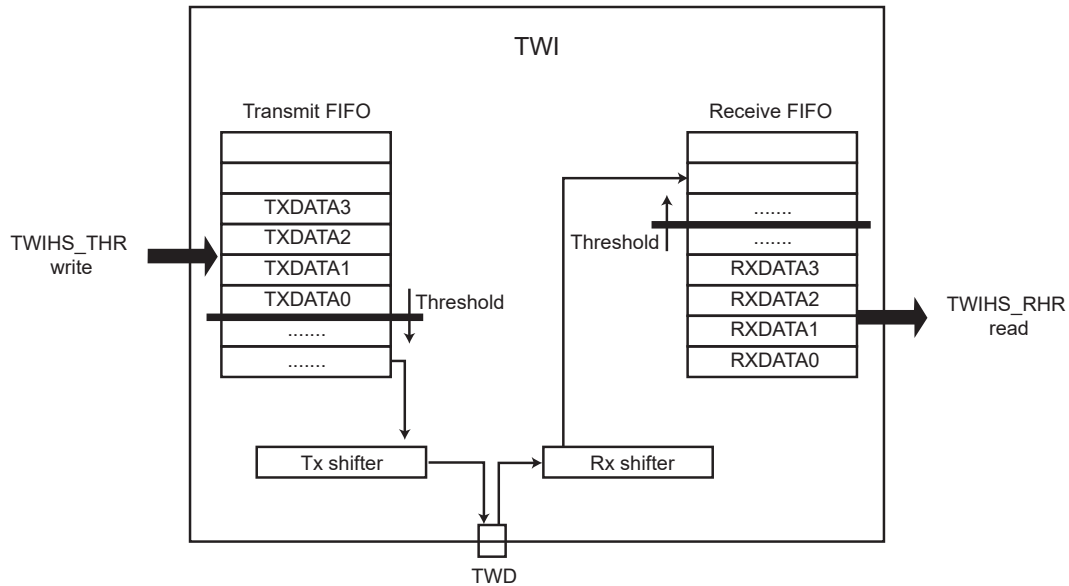 TWI
Transmit FIFO
Receive FIFO
TXDATA3
TXDATA2
TXDATA1
TXDATA0
.......
.......
TWIHS_THR
write
Threshold
Threshold
.......
.......
RXDATA3
RXDATA2
RXDATA1
RXDATA0
TWIHS_RHR
read
Tx shifter
Rx shifter
TWD